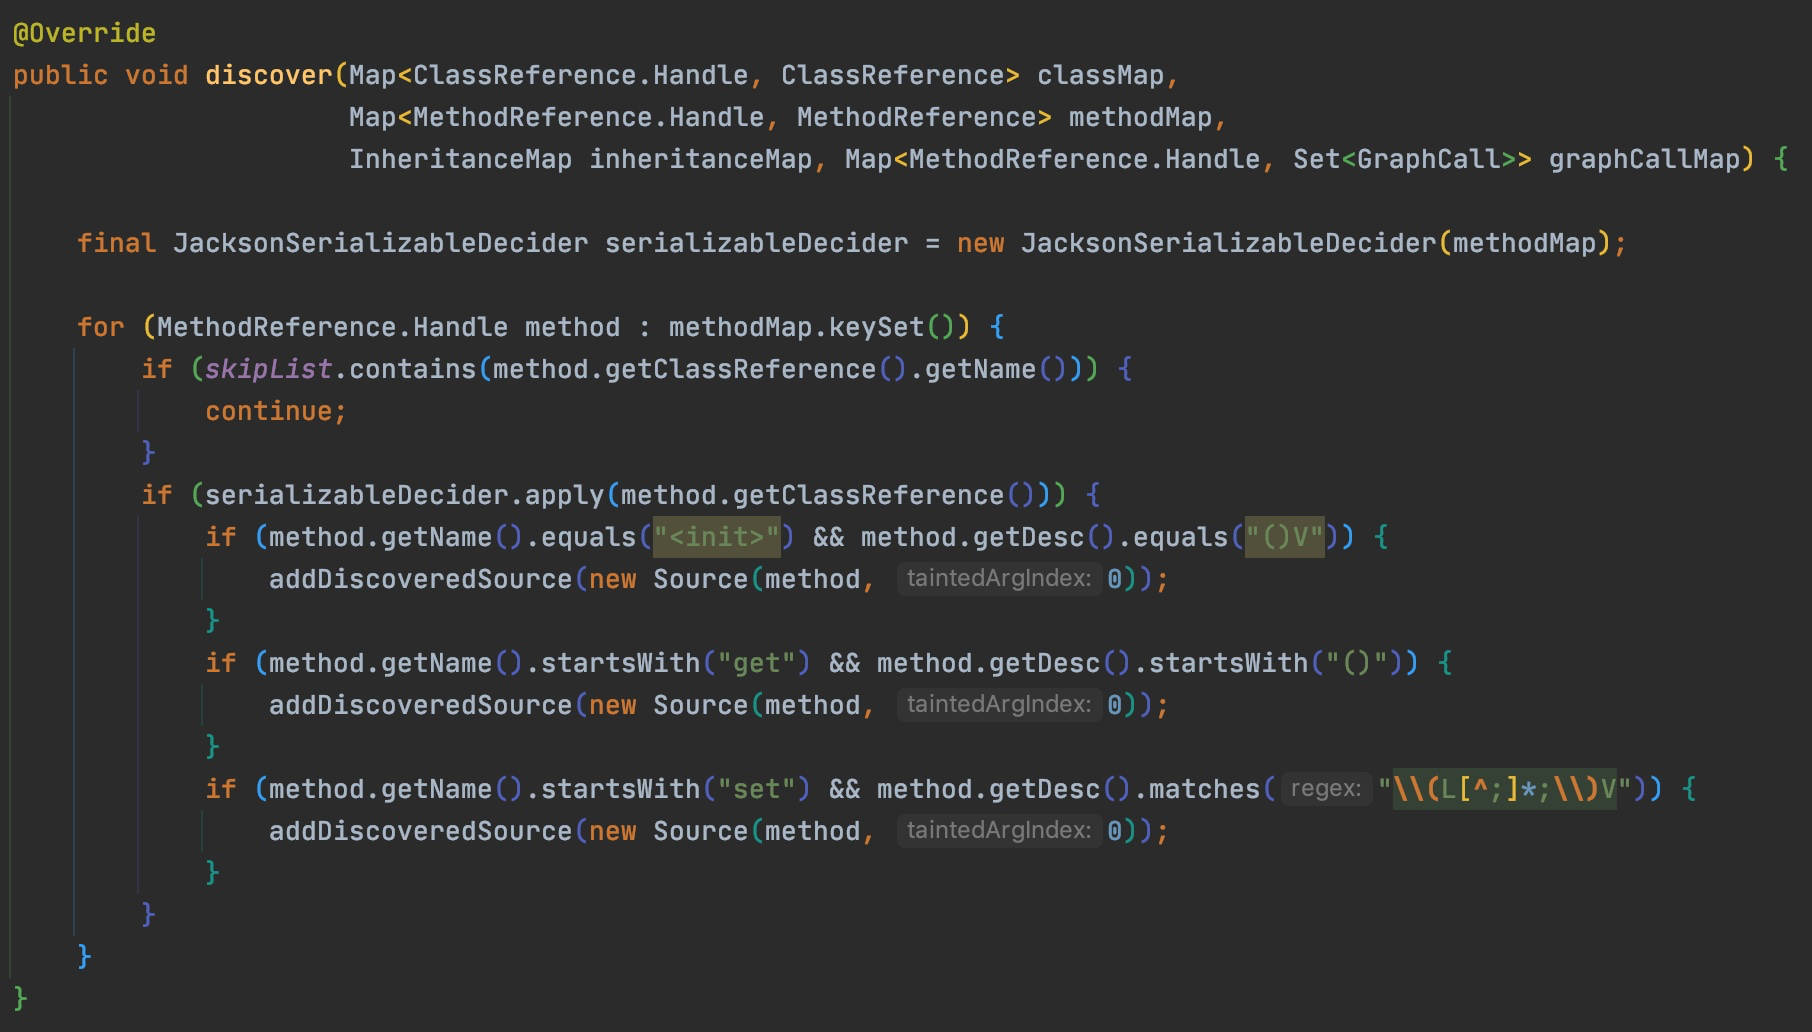 @Override
public void discover(Map<ClassReference.Handle, ClassReference> classMap,
Map<MethodReference.Handle, MethodReference> methodMap,
InheritanceMap inheritanceMap, Map<MethodReference.Handle, Set<GraphCall>> graphCallMap) {
final JacksonSerializableDecider serializableDecider = new JacksonSerializableDecider(methodMap);
for (MethodReference.Handle method : methodMap.keySet()) {
if (skipList.contains(method.getClassReference().getName())) {
continue;
}
if (serializableDecider.apply(method.getClassReference())) {
if (method.getName().equals("<init>") && method.getDesc().equals("()V")) {
addDiscoveredSource(new Source(method, taintedArgIndex: 0));
}
if (method.getName().startsWith("get") && method.getDesc().startsWith("()")) {
addDiscoveredSource(new Source(method, taintedArgIndex: 0));
}
if (method.getName().startsWith("set") && method.getDesc().matches( regex: "\\(L[^;]*;\\)V")) {
addDiscoveredSource(new Source(method, taintedArgIndex: 0));
}
}
}
}